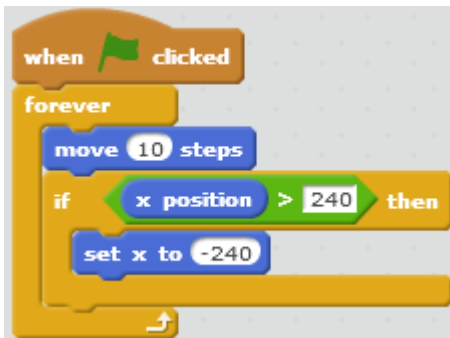 when clicked
forever
move 10 steps
if x position > 240 then
set x to -240